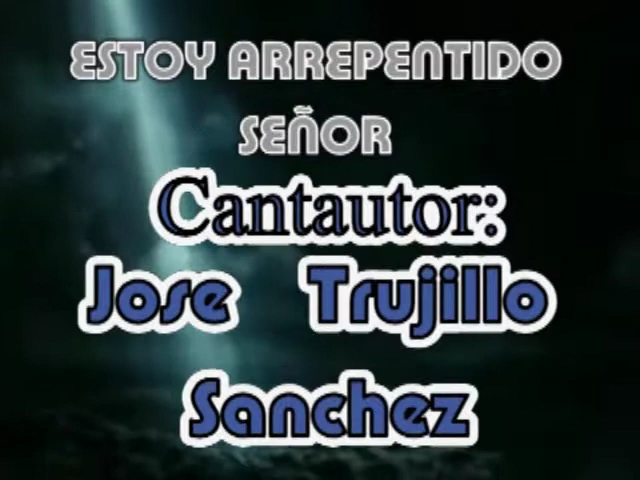 ESTOY ARREPENTIDO
SEÑOR
Cantautor:
Jose Trujillo
Sanchez